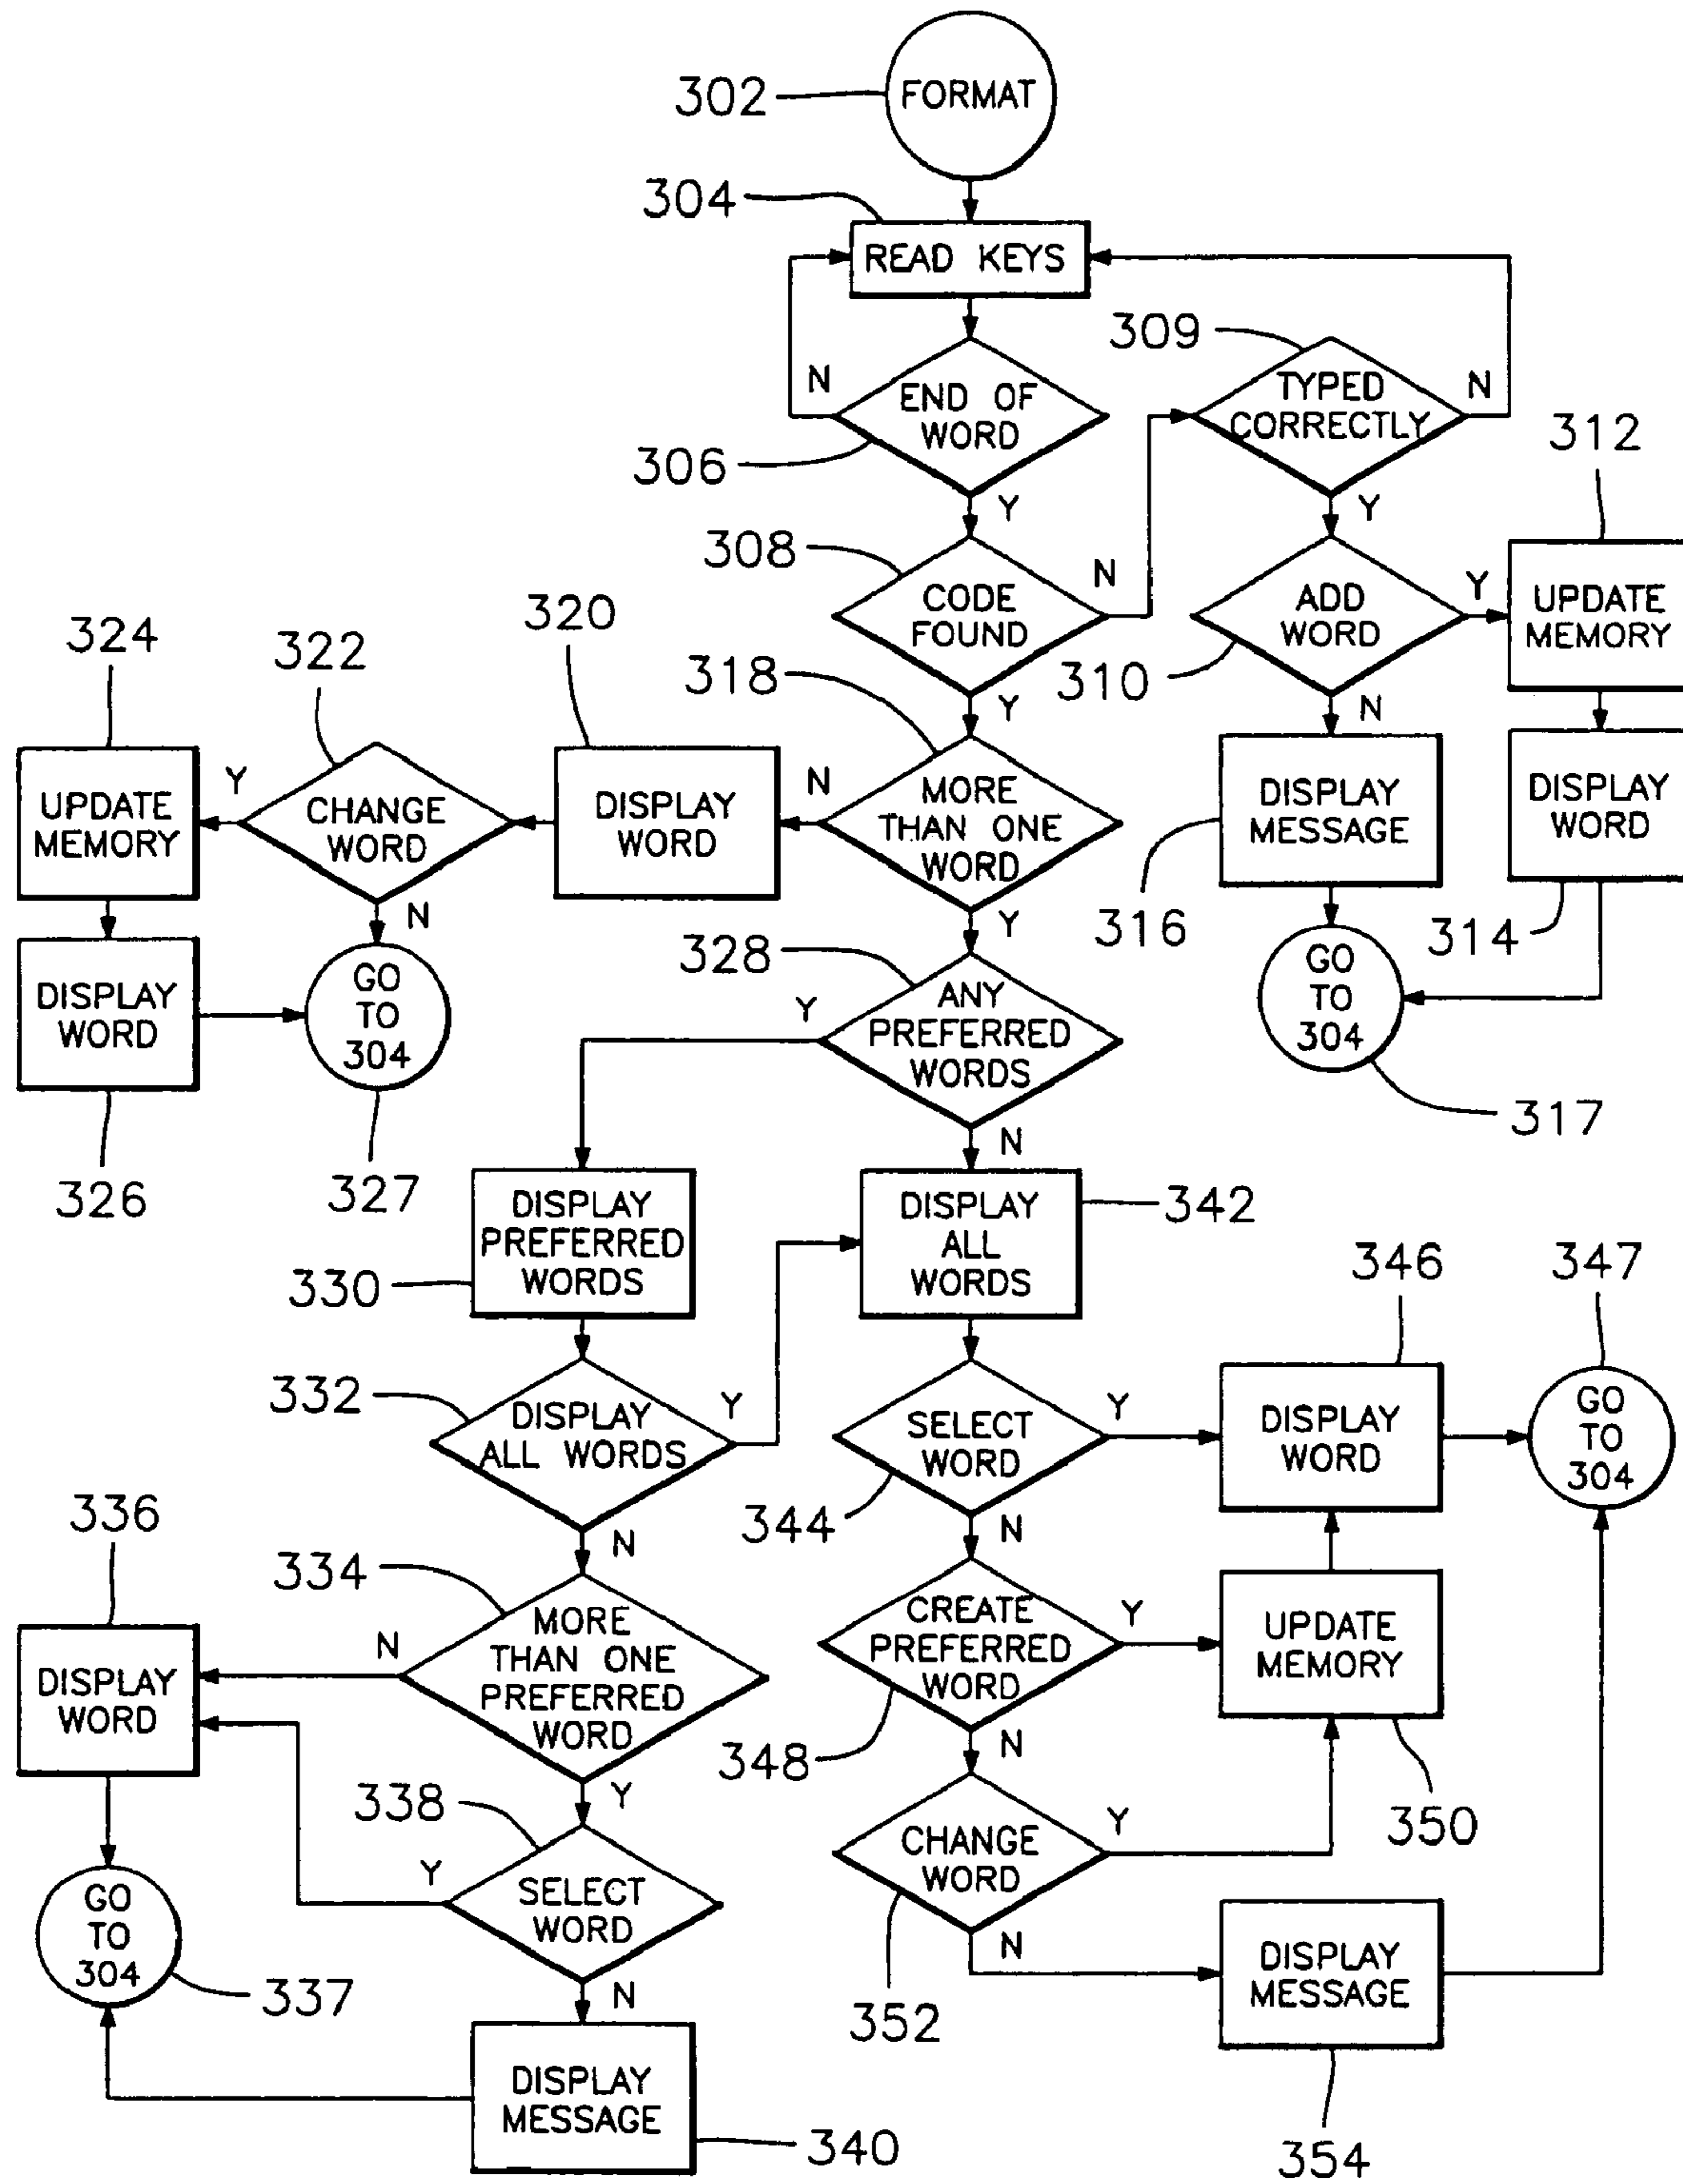 302
FORMAT
304
READ KEYS
309
N
END OF
WORD
306
Y
TYPED
CORRECTLY
N
Y
312
308
CODE
FOUND
N
Y
ADD
WORD
310
Y
N
UPDATE
MEMORY
324
322
320
318
UPDATE
MEMORY
Y
CHANGE
WORD
N
DISPLAY
WORD
N
MORE
THAN ONE
WORD
Y
DISPLAY
MESSAGE
316
DISPLAY
WORD
314
DISPLAY
WORD
326
GO
TO
304
327
328
Y
ANY
PREFERRED
WORDS
N
GO
TO
304
317
DISPLAY
PREFERRED
WORDS
330
DISPLAY
ALL
WORDS
342
346
347
332
DISPLAY
ALL WORDS
Y
N
SELECT
WORD
344
Y
N
DISPLAY
WORD
GO
TO
304
336
334
DISPLAY
WORD
N
MORE
THAN ONE
PREFERRED
WORD
Y
CREATE
PREFERRED
WORD
348
Y
N
UPDATE
MEMORY
350
338
Y
SELECT
WORD
N
CHANGE
WORD
352
Y
N
GO
TO
304
337
DISPLAY
MESSAGE
354
DISPLAY
MESSAGE
340